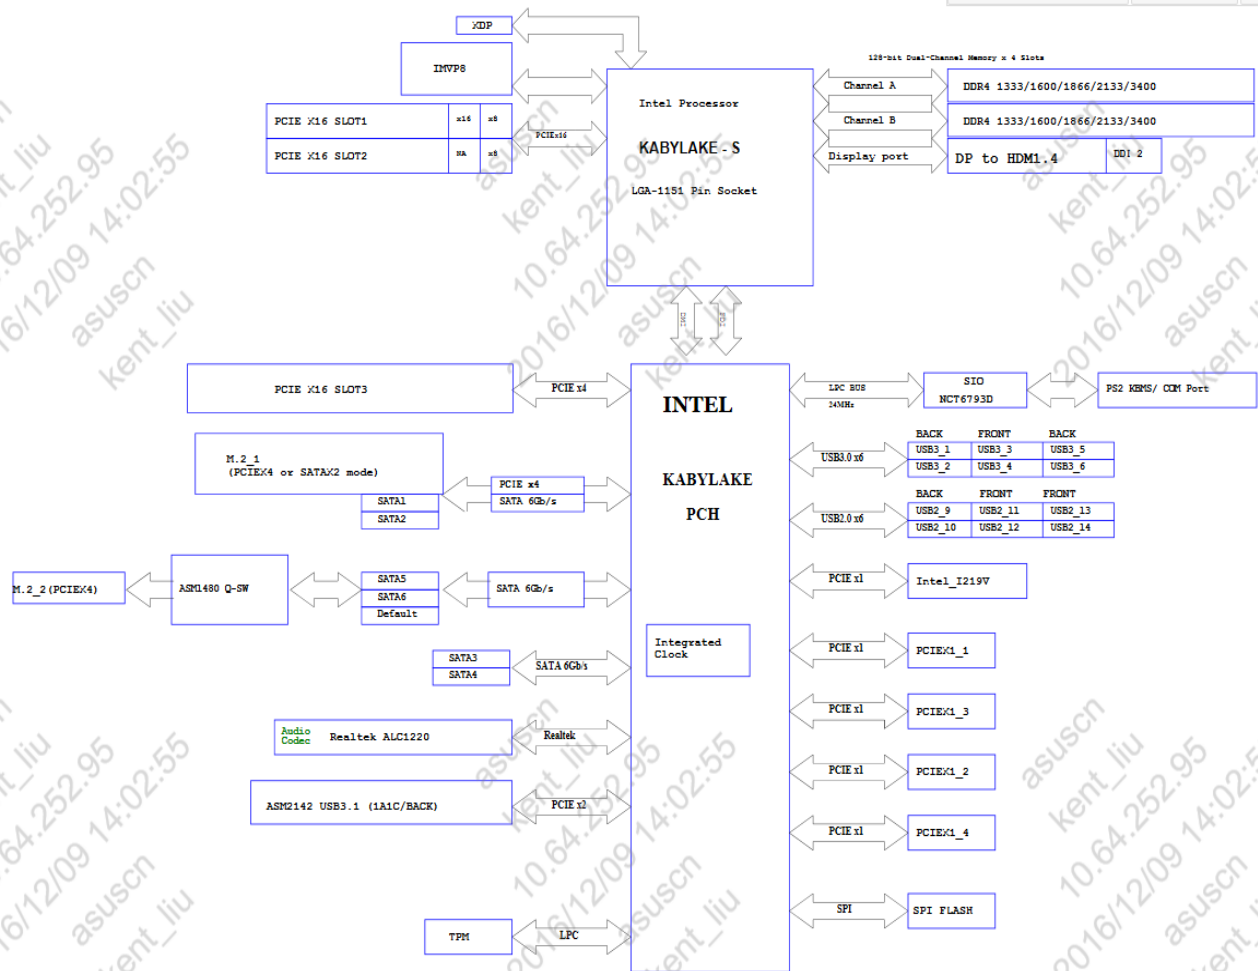 XDP
IMVP8
128-bit Dual-Channel Memory x 4 Slots
Channel A
DDR4 1333/1600/1866/2133/3400
Intel Processor
KABYLAKE - S
LGA-1151 Pin Socket
PCIE X16 SLOT1 x16 x8
PCIEx16
PCIE X16 SLOT2 NA x8
Channel B
DDR4 1333/1600/1866/2133/3400
Display port
DP to HDM1.4
DDI 2
DMI
FDI
PCIE X16 SLOT3
PCIE x4
INTEL
KABYLAKE
PCH
LPC BUS
24MHz
SIO
NCT6793D
PS2 KBMS/ COM Port
M.2_1
(PCIEX4 or SATAX2 mode)
PCIE x4
SATA 6Gb/s
SATA1
SATA2
USB3.0 x6
BACK FRONT BACK
USB3_1 USB3_3 USB3_5
USB3_2 USB3_4 USB3_6
USB2.0 x6
BACK FRONT FRONT
USB2_9 USB2_11 USB2_13
USB2_10 USB2_12 USB2_14
M.2_2(PCIEX4)
ASM1480 Q-SW
SATA5
SATA6
Default
SATA 6Gb/s
PCIE x1
Intel_I219V
Integrated
Clock
SATA3
SATA4
SATA 6Gb/s
PCIE x1
PCIEX1_1
PCIE x1
PCIEX1_3
Audio
Codec
Realtek ALC1220
Realtek
PCIE x1
PCIEX1_2
ASM2142 USB3.1 (1A1C/BACK)
PCIE x2
PCIE x1
PCIEX1_4
SPI
SPI FLASH
TPM
LPC
asuscn
kent_liu
10.64.252.95
2016/12/09 14:02:55
asuscn
kent_liu